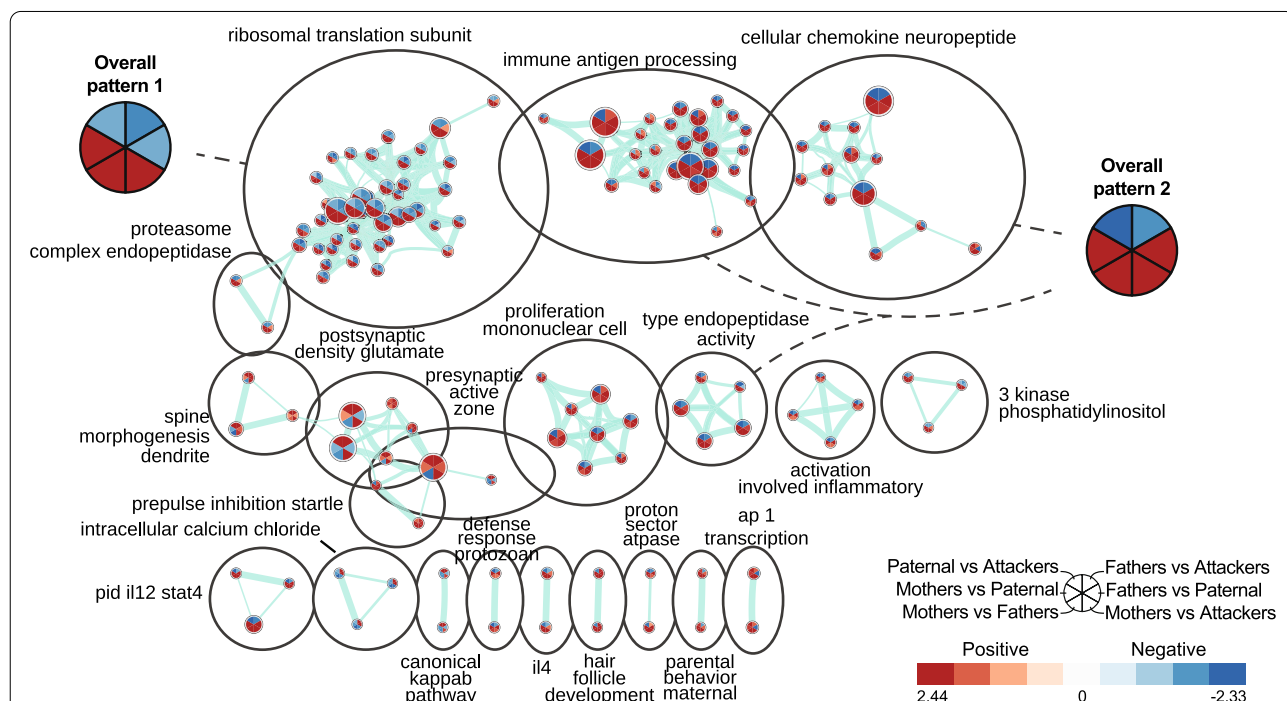 ribosomal translation subunit
immune antigen processing
cellular chemokine neuropeptide
Overall
pattern 1
Overall
pattern 2
proteasome
complex endopeptidase
postsynaptic
density glutamate
proliferation
mononuclear cell
type endopeptidase
activity
presynaptic
active
zone
spine
morphogenesis
dendrite
3 kinase
phosphatidylinositol
activation
involved inflammatory
prepulse inhibition startle
intracellular calcium chloride
defense
response
protozoan
proton
sector
atpase
ap 1
transcription
pid il12 stat4
canonical
kappab
pathway
il4
hair
follicle
development
parental
behavior
maternal
Paternal vs Attackers
Fathers vs Attackers
Mothers vs Paternal
Fathers vs Paternal
Mothers vs Fathers
Mothers vs Attackers
Positive
Negative
2.44
0
-2.33